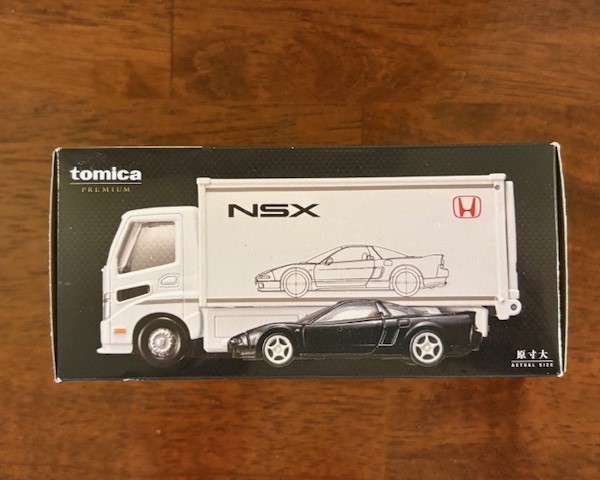 tomica
PREMIUM
NSX
原寸大
ACTUAL SIZE